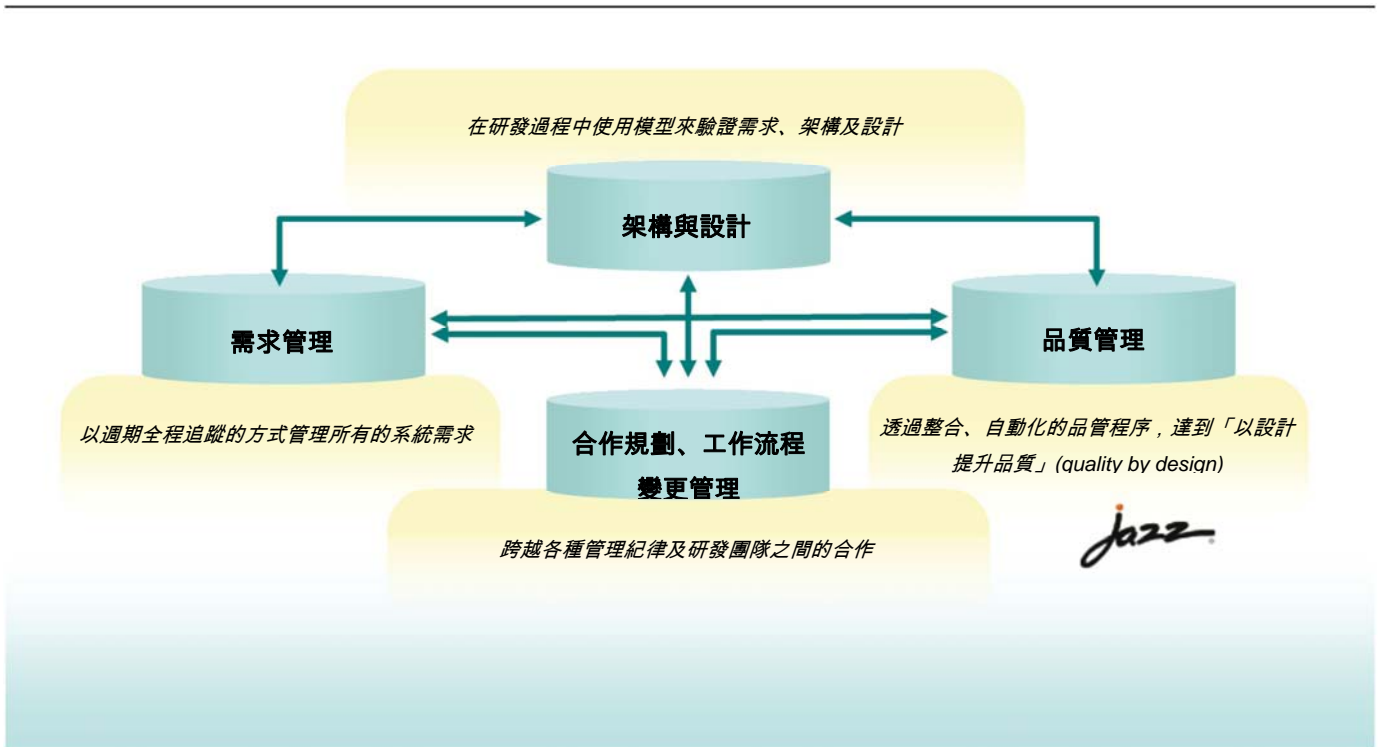 在研發過程中使用模型來驗證需求、架構及設計
架構與設計
需求管理
品質管理
以週期全程追蹤的方式管理所有的系統需求
合作規劃、工作流程
變更管理
透過整合、自動化的品管程序，達到「以設計
提升品質」(quality by design)
跨越各種管理紀律及研發團隊之間的合作
jazz